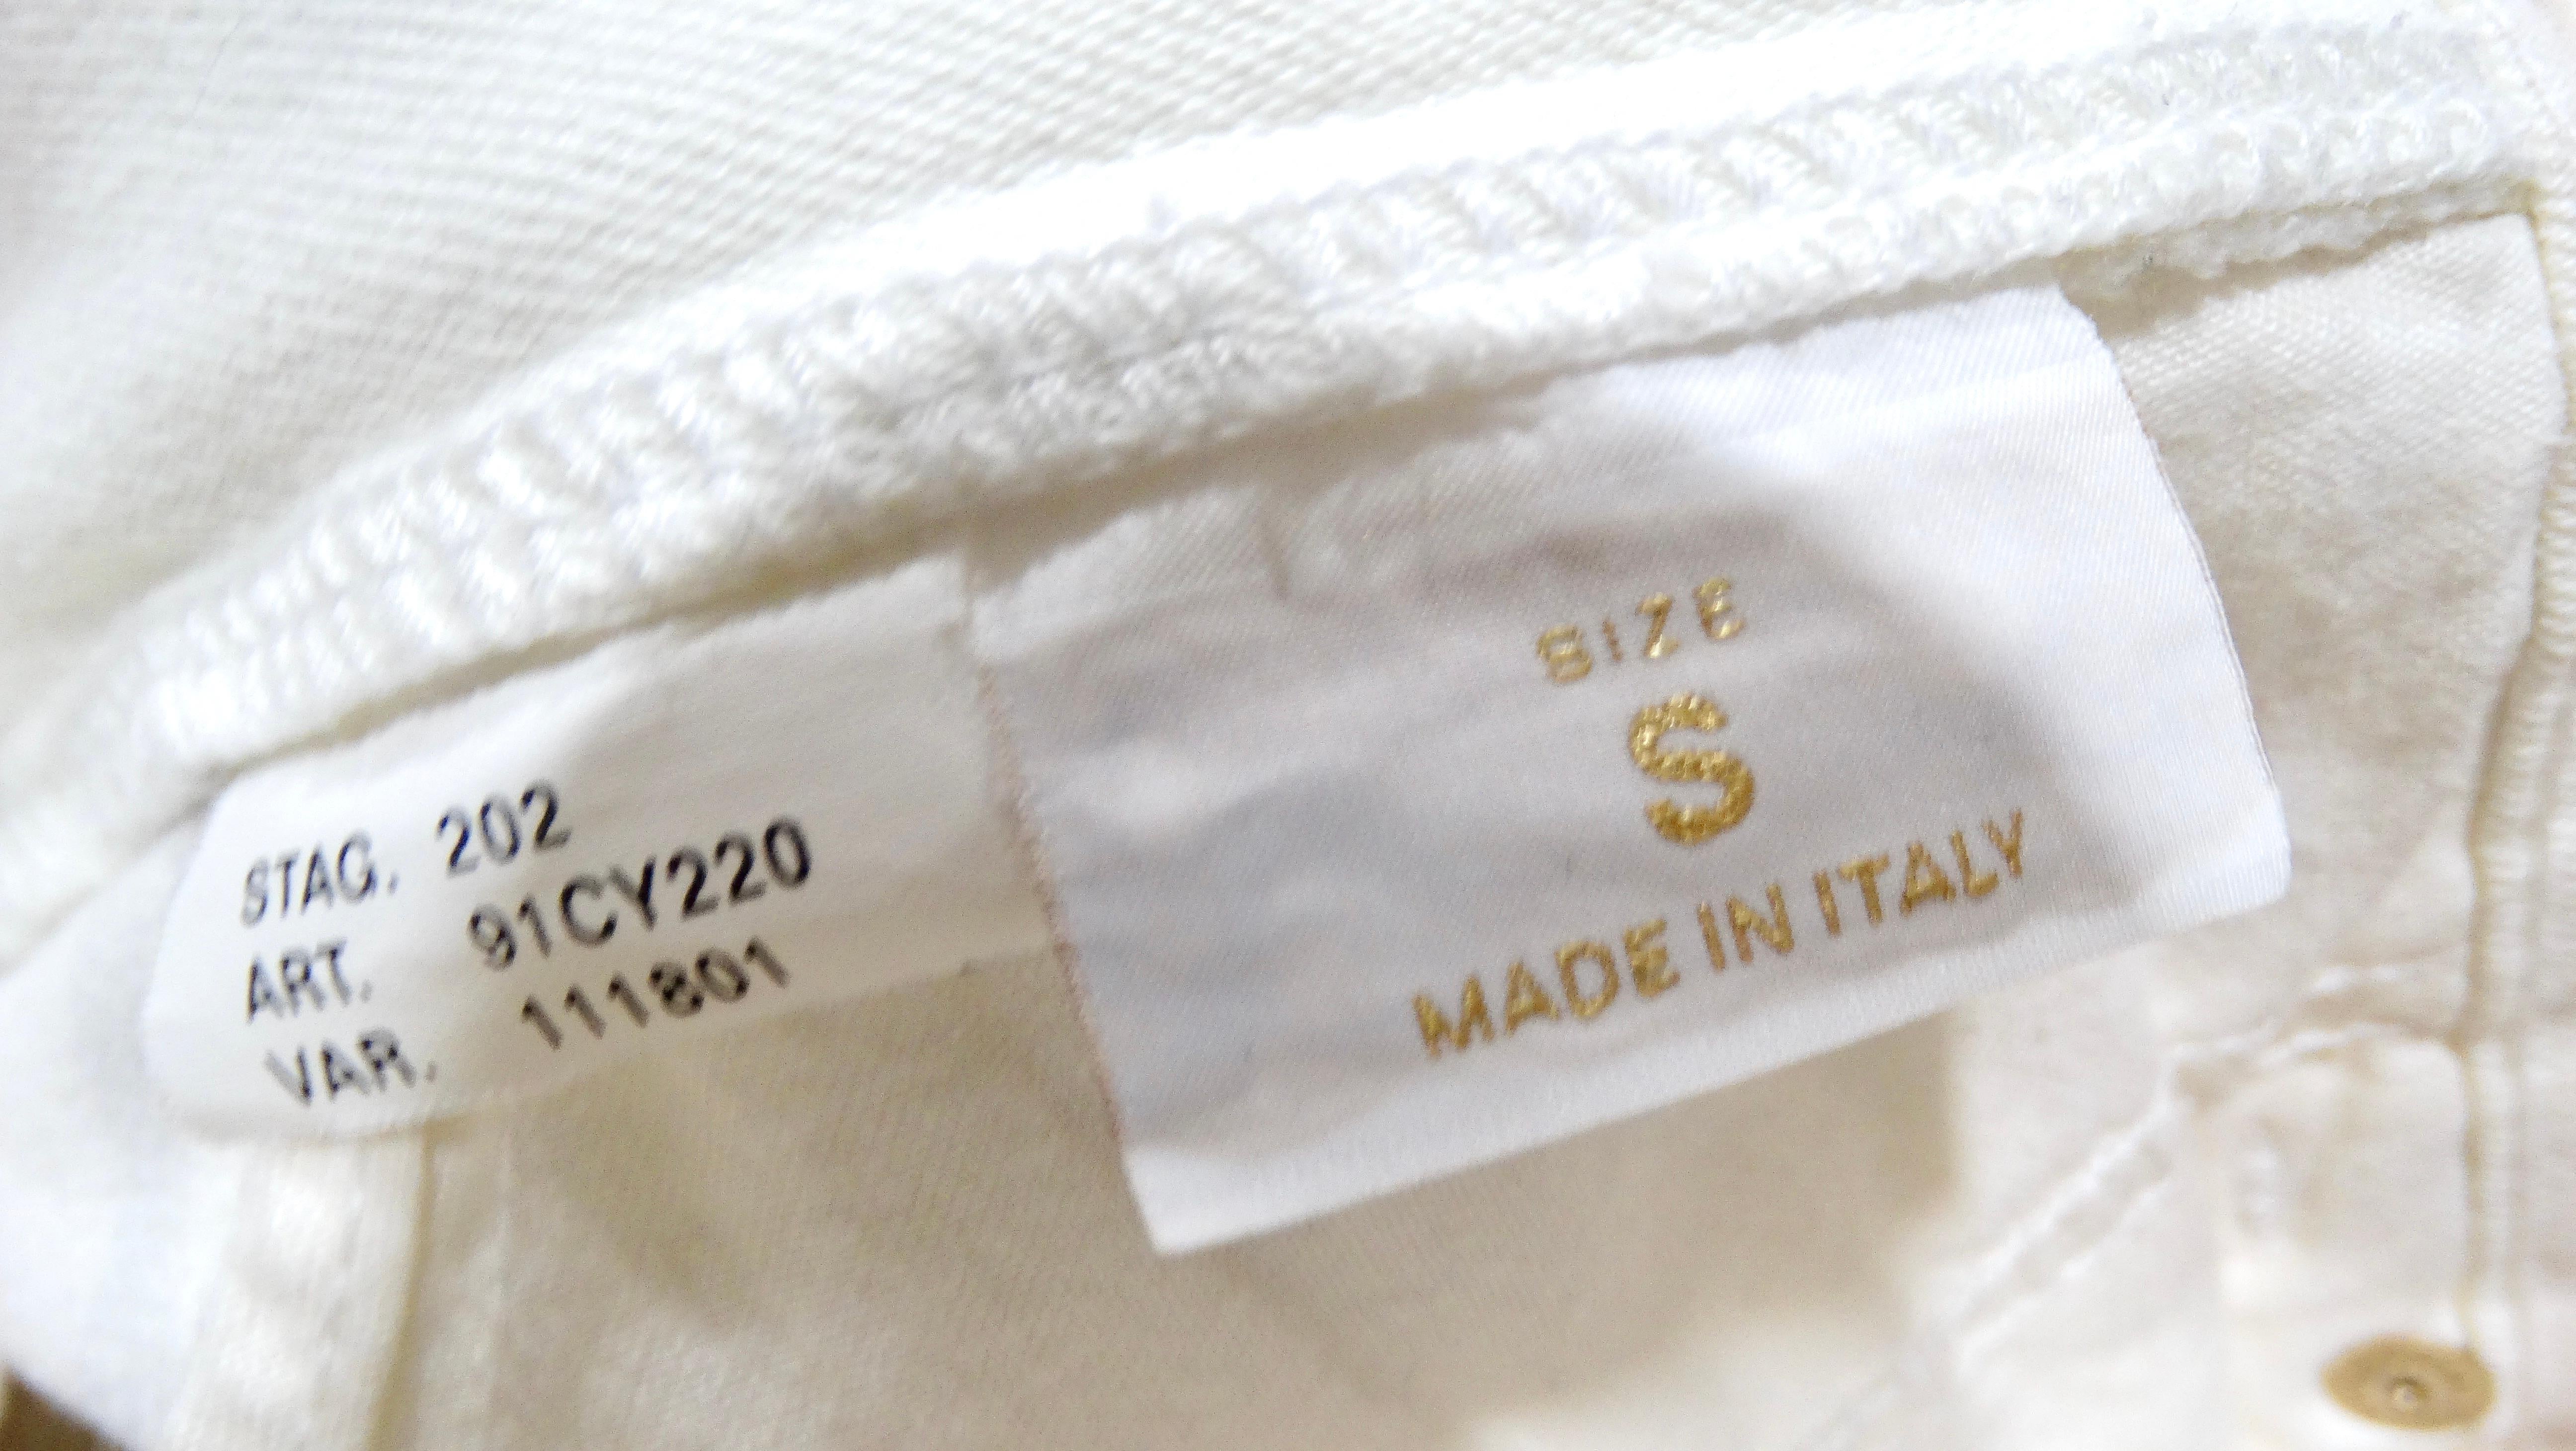 STAG. 202
ART. 91CY220
VAR. 111801
SIZE
S
MADE IN ITALY